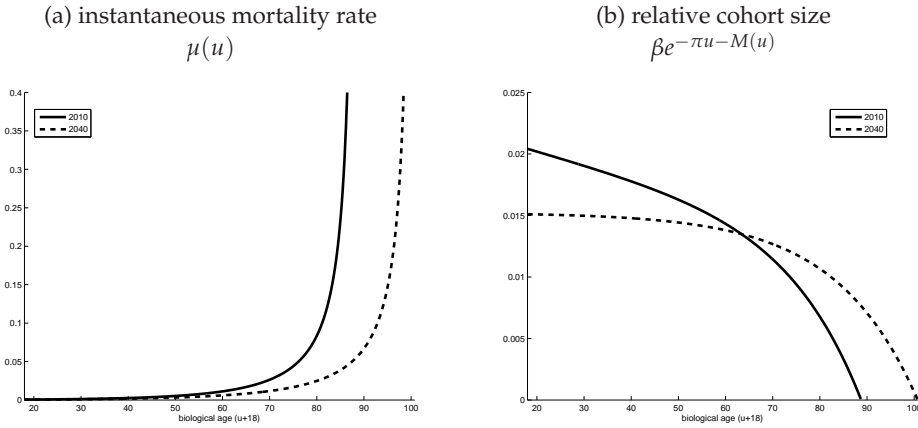 (a) instantaneous mortality rate
μ(u)
0.4
0.35
0.3
0.25
0.2
0.15
0.1
0.05
0
2010
2040
20 30 40 50 60 70 80 90 100
biological age (u+18)
(b) relative cohort size
βe^{−πu−M(u)}
0.025
0.02
0.015
0.01
0.005
0
2010
2040
20 30 40 50 60 70 80 90 100
biological age (u+18)